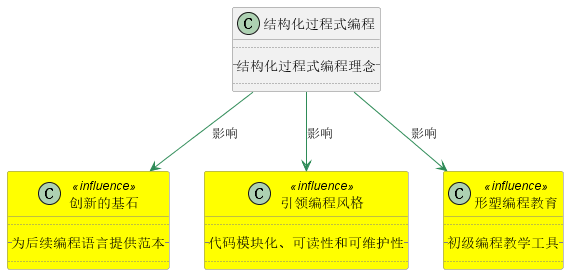 C 结构化过程式编程
结构化过程式编程理念
影响 影响 影响
C «influence» 创新的基石
为后续编程语言提供范本
C «influence» 引领编程风格
代码模块化、可读性和可维护性
C «influence» 形塑编程教育
初级编程教学工具